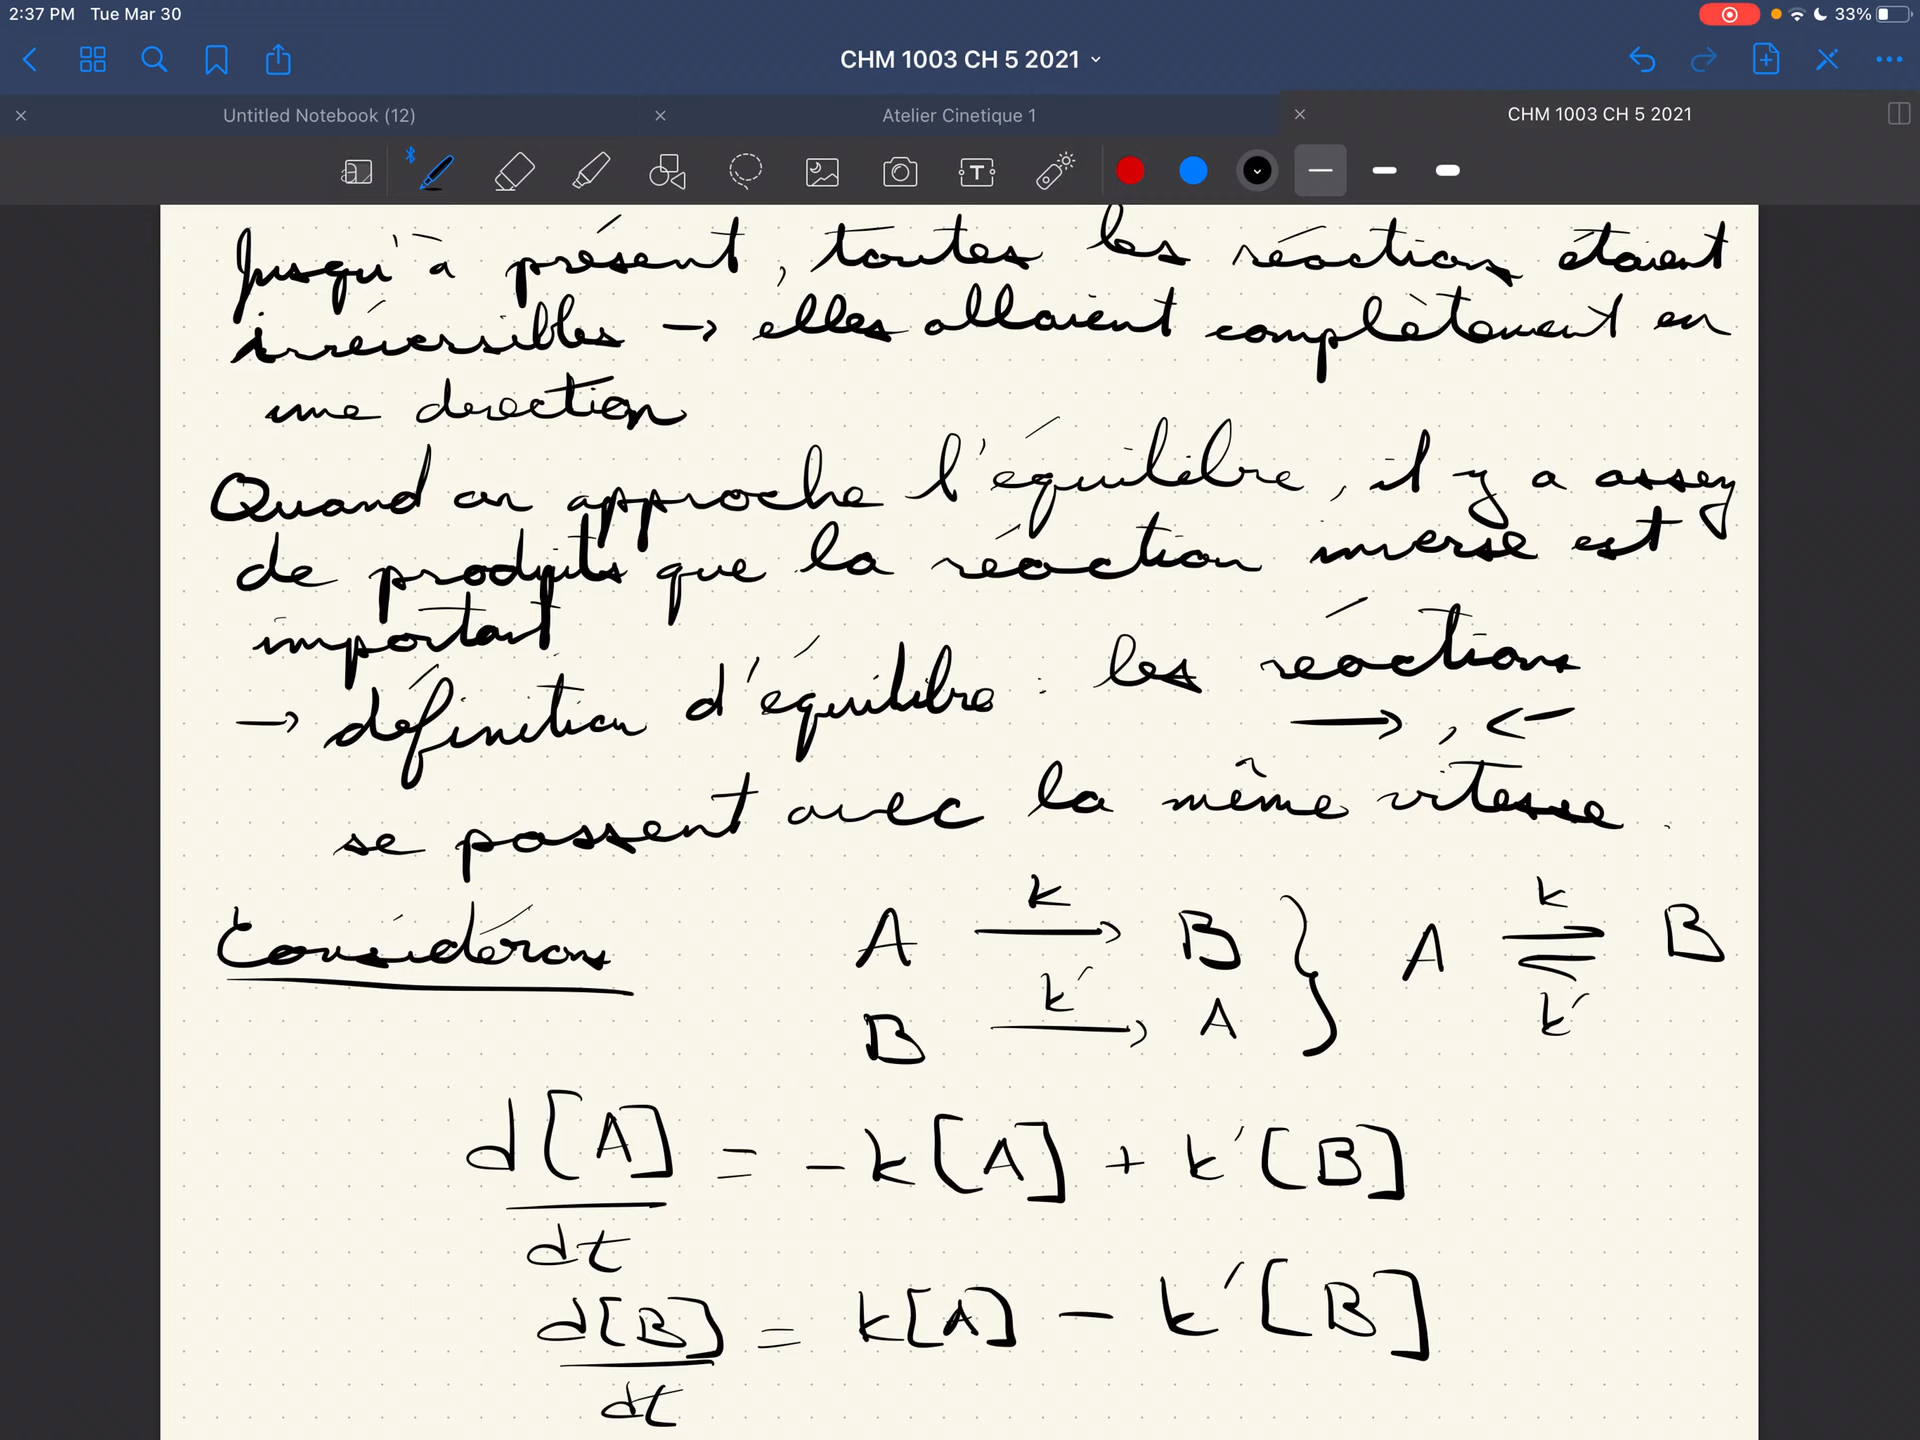 2:37 PM Tue Mar 30
33%
CHM 1003 CH 5 2021
Untitled Notebook (12)
Atelier Cinetique 1
CHM 1003 CH 5 2021
T
Jusqu'à présent, toutes les réactions étaient
irréversibles → elles allaient complètement en
une direction
Quand on approche l'équilibre, il y a assez
de produits que la réaction inverse est
important
→ définition d'équilibre : les réactions
→, ←
se passent avec la même vitesse.
Considérons
A —k→ B } A ⇌ B
k
B —k'→ A
k'
d[A]/dt = -k[A] + k'[B]
d[B]/dt = k[A] - k'[B]